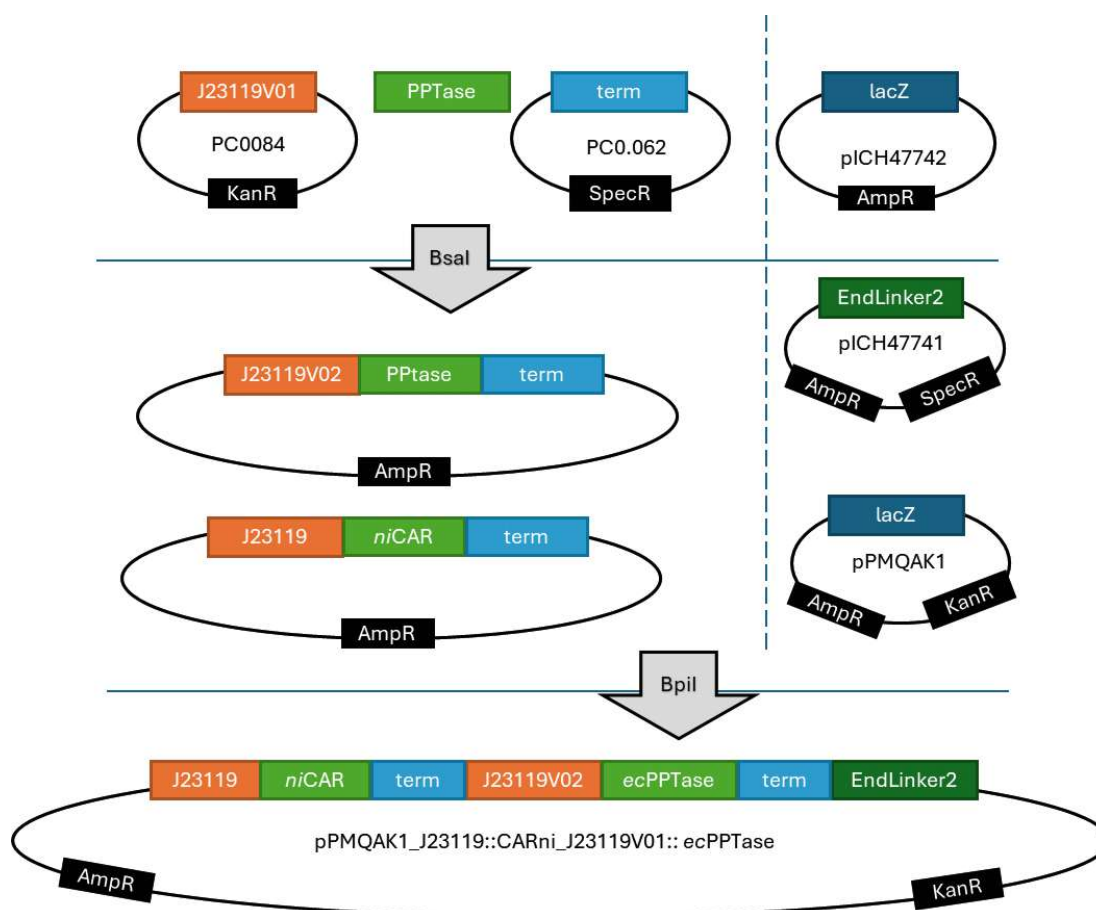 J23119V01
PPTase
term
lacZ
PC0084
PC0.062
pICH47742
KanR
SpecR
AmpR
BsaI
EndLinker2
pICH47741
AmpR
SpecR
J23119V02
PPtase
term
AmpR
lacZ
pPMQAK1
AmpR
KanR
J23119
niCAR
term
AmpR
BpiI
J23119
niCAR
term
J23119V02
ecPPTase
term
EndLinker2
pPMQAK1_J23119::CARni_J23119V01:: ecPPTase
AmpR
KanR